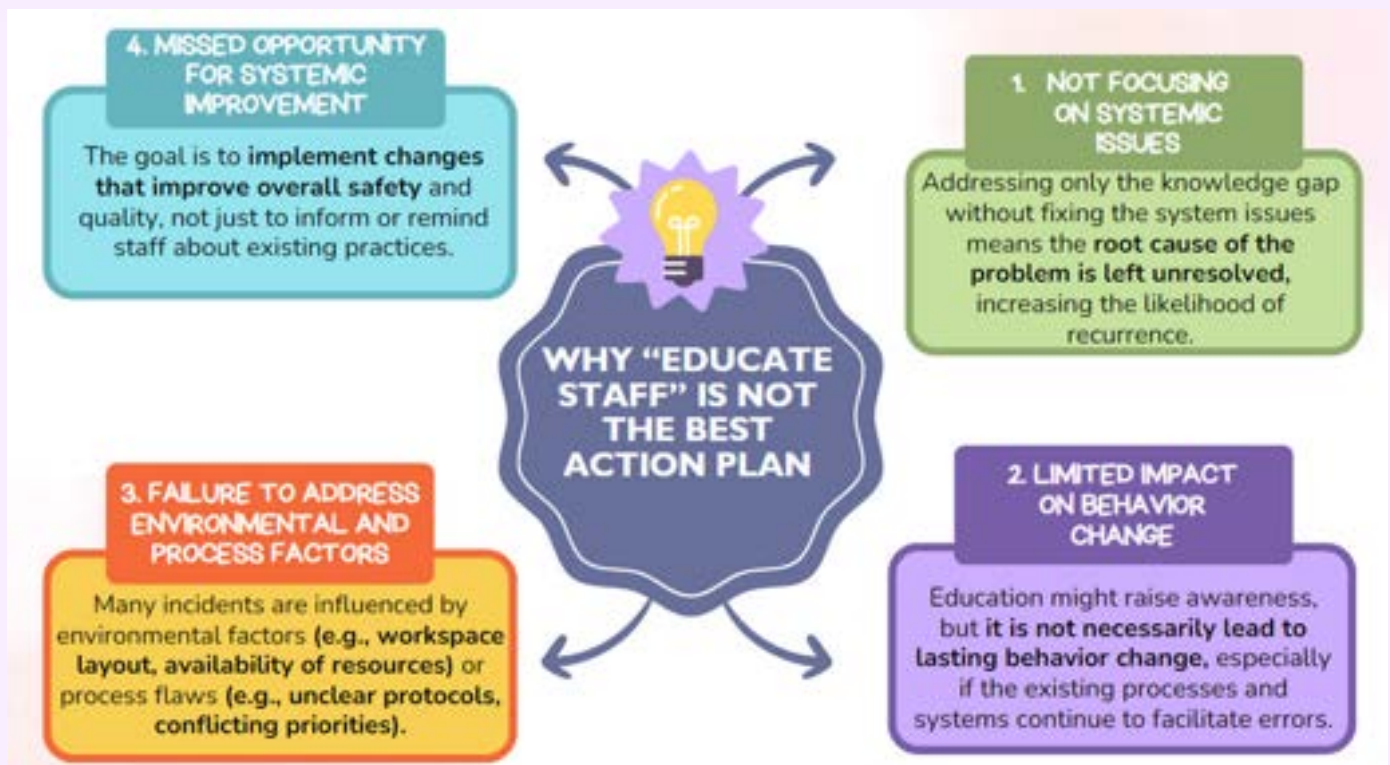 WHY “EDUCATE
STAFF” IS NOT
THE BEST
ACTION PLAN
1. NOT FOCUSING
ON SYSTEMIC
ISSUES
Addressing only the knowledge gap
without fixing the system issues
means the root cause of the
problem is left unresolved,
increasing the likelihood of
recurrence.
2. LIMITED IMPACT
ON BEHAVIOR
CHANGE
Education might raise awareness,
but it is not necessarily lead to
lasting behavior change, especially
if the existing processes and
systems continue to facilitate errors.
3. FAILURE TO ADDRESS
ENVIRONMENTAL AND
PROCESS FACTORS
Many incidents are influenced by
environmental factors (e.g., workspace
layout, availability of resources) or
process flaws (e.g., unclear protocols,
conflicting priorities).
4. MISSED OPPORTUNITY
FOR SYSTEMIC
IMPROVEMENT
The goal is to implement changes
that improve overall safety and
quality, not just to inform or remind
staff about existing practices.